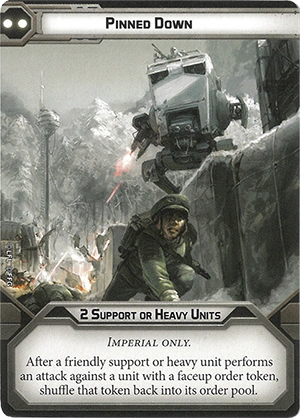 Pinned Down
2 Support or Heavy Units
Imperial only.
After a friendly support or heavy unit performs
an attack against a unit with a faceup order token,
shuffle that token back into its order pool.